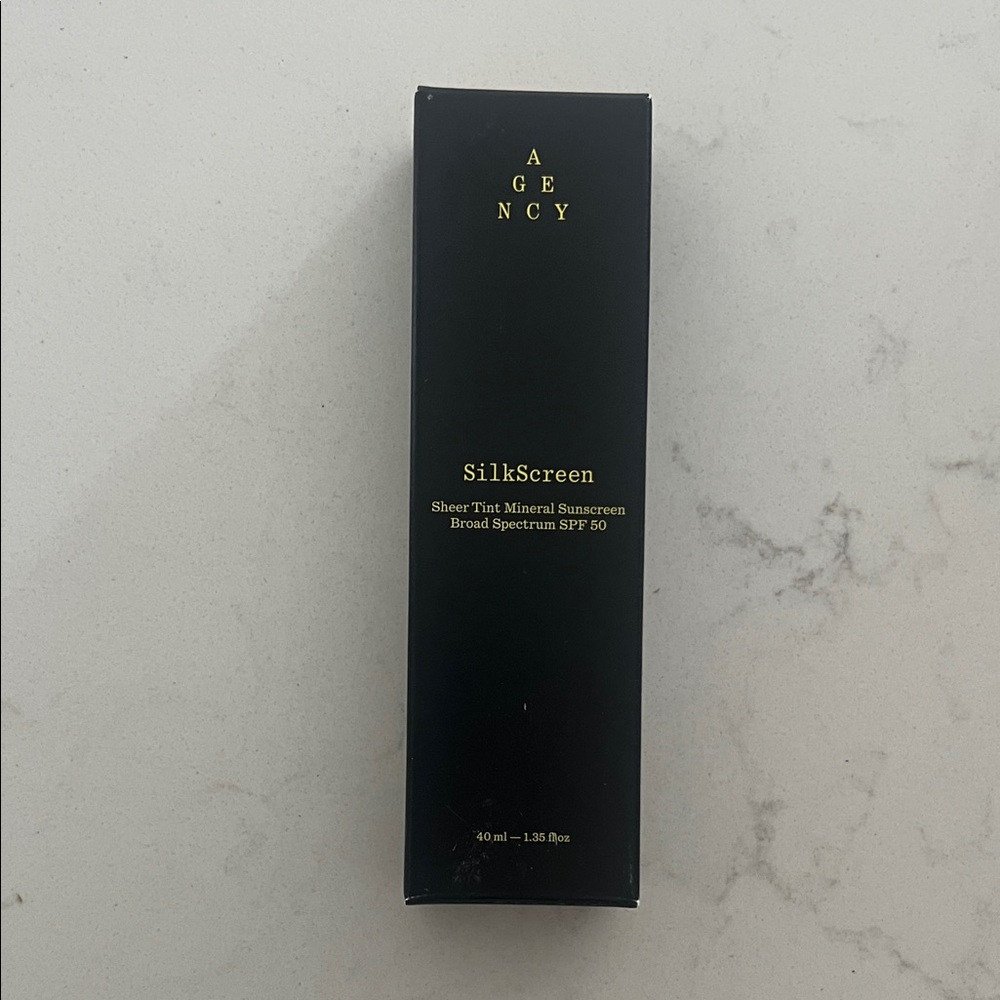 A
GE
NCY
SilkScreen
Sheer Tint Mineral Sunscreen
Broad Spectrum SPF 50
40 ml — 1.35 fl oz